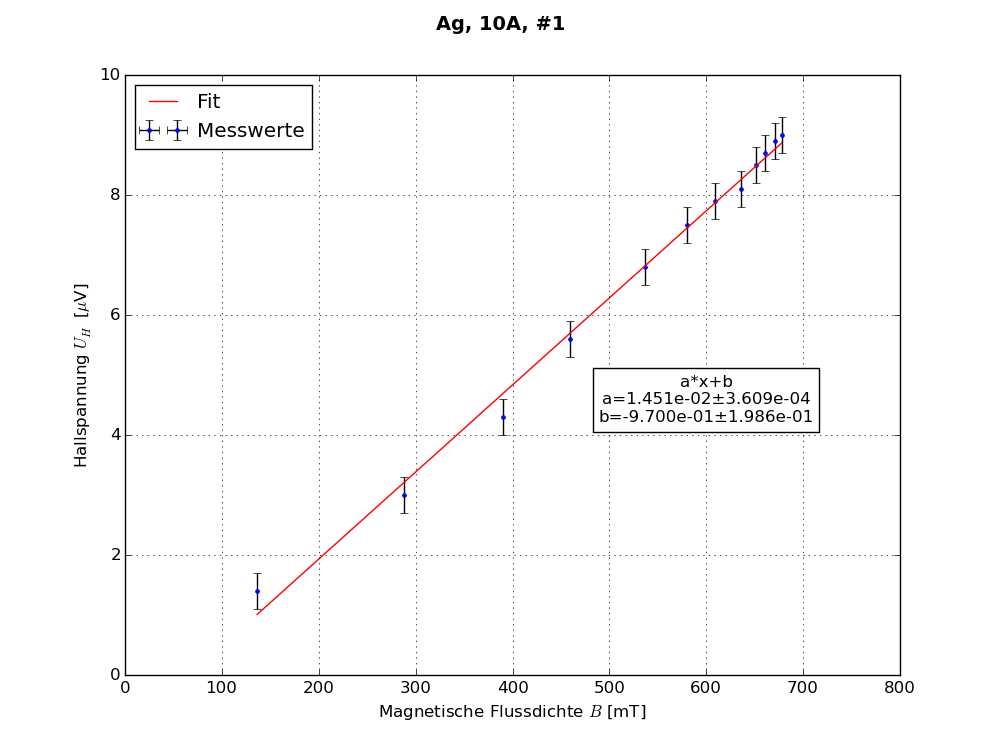 Ag, 10A, #1
10
8
6
4
2
0
Hallspannung U_H [μV]
Fit
Messwerte
a*x+b
a=1.451e-02±3.609e-04
b=-9.700e-01±1.986e-01
0 100 200 300 400 500 600 700 800
Magnetische Flussdichte B [mT]